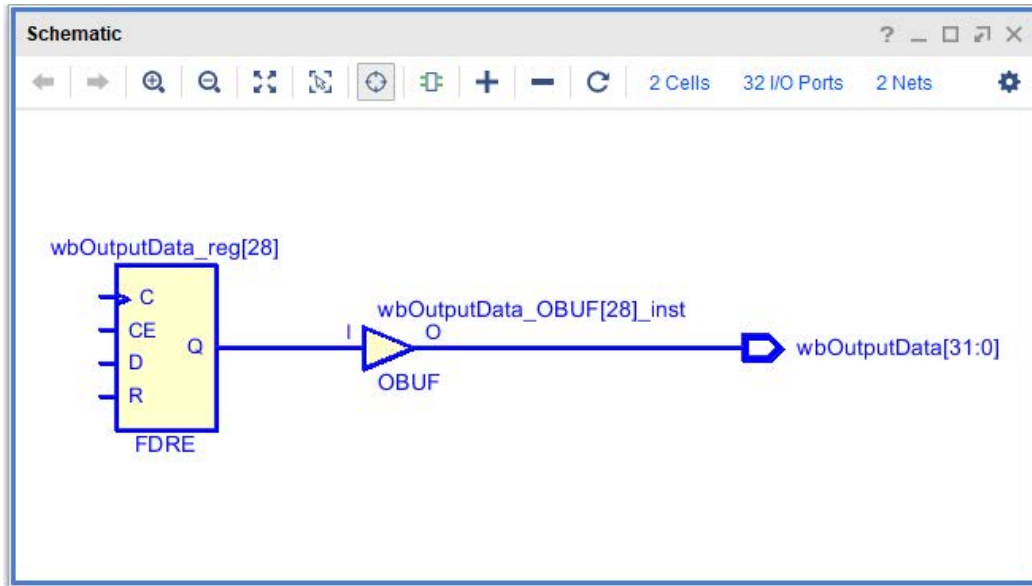 Schematic
?
2 Cells 32 I/O Ports 2 Nets
wbOutputData_reg[28]
C
CE
D
R
Q
FDRE
wbOutputData_OBUF[28]_inst
I O
OBUF
wbOutputData[31:0]